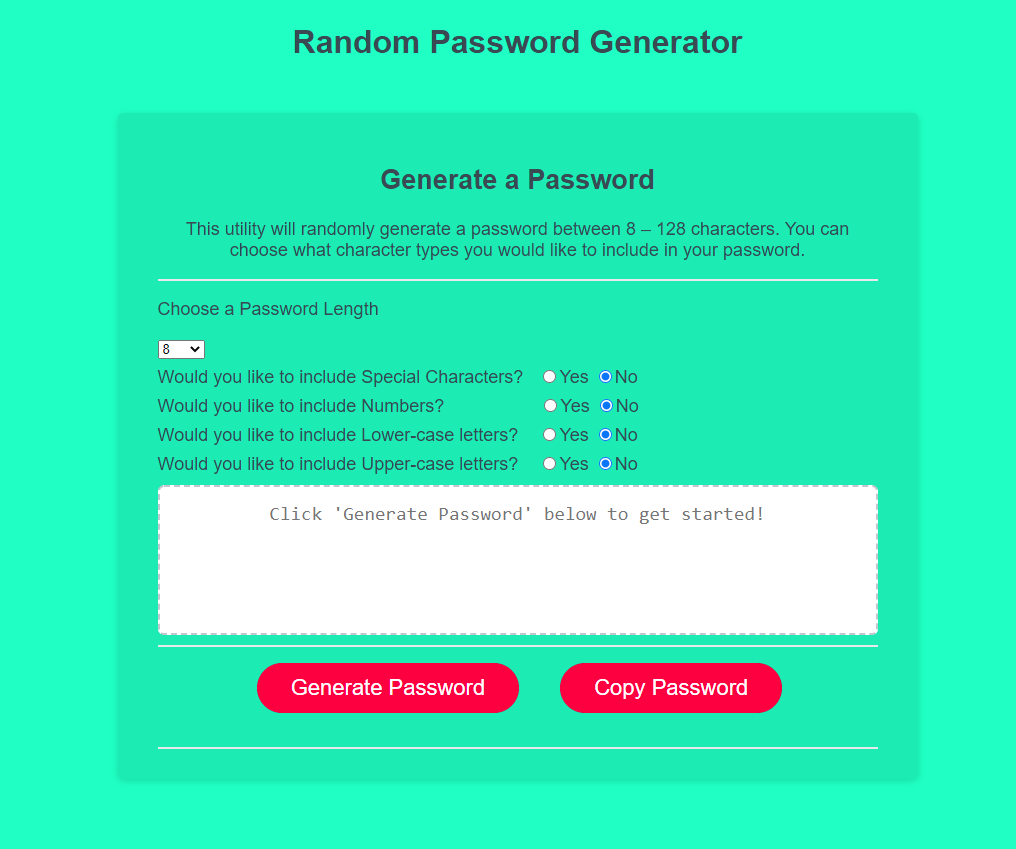 Random Password Generator
Generate a Password
This utility will randomly generate a password between 8 – 128 characters. You can
choose what character types you would like to include in your password.
Choose a Password Length
8
Would you like to include Special Characters? Yes No
Would you like to include Numbers? Yes No
Would you like to include Lower-case letters? Yes No
Would you like to include Upper-case letters? Yes No
Click 'Generate Password' below to get started!
Generate Password Copy Password